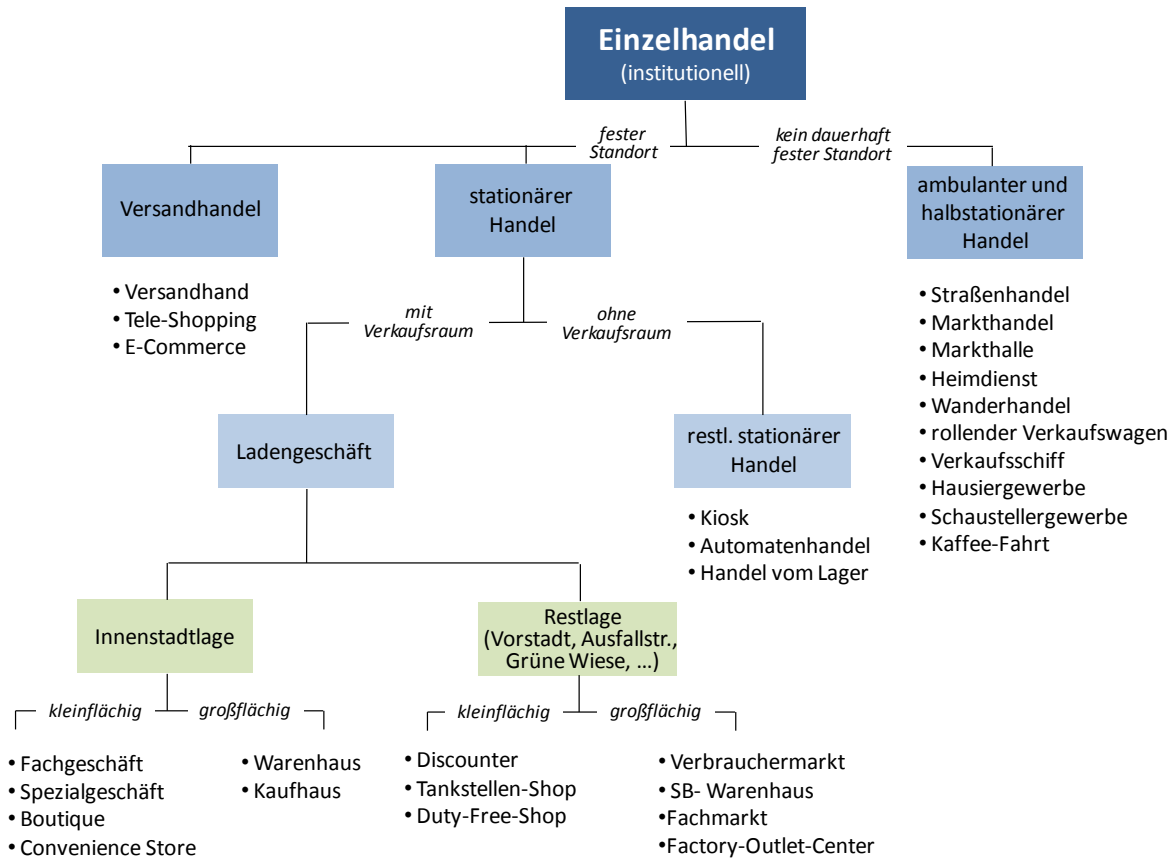 Einzelhandel
(institutionell)
fester
Standort
kein dauerhaft
fester Standort
Versandhandel
stationärer
Handel
ambulanter und
halbstationärer
Handel
• Versandhand
• Tele-Shopping
• E-Commerce
• Straßenhandel
• Markthandel
• Markthalle
• Heimdienst
• Wanderhandel
• rollender Verkaufswagen
• Verkaufsschiff
• Hausiergewerbe
• Schaustellergewerbe
• Kaffee-Fahrt
mit
Verkaufsraum
ohne
Verkaufsraum
Ladengeschäft
restl. stationärer
Handel
• Kiosk
• Automatenhandel
• Handel vom Lager
Innenstadtlage
Restlage
(Vorstadt, Ausfallstr.,
Grüne Wiese, ...)
kleinflächig
großflächig
kleinflächig
großflächig
• Fachgeschäft
• Spezialgeschäft
• Boutique
• Convenience Store
• Warenhaus
• Kaufhaus
• Discounter
• Tankstellen-Shop
• Duty-Free-Shop
• Verbrauchermarkt
• SB- Warenhaus
•Fachmarkt
•Factory-Outlet-Center